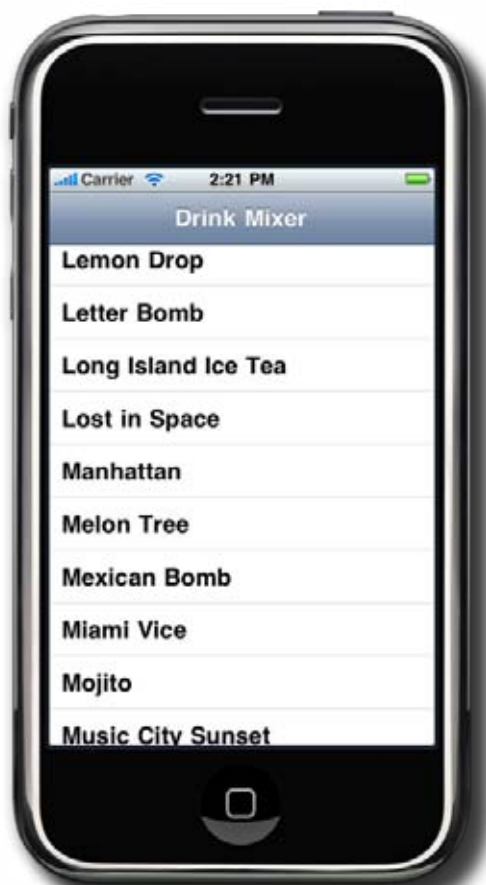 Carrier 2:21 PM
Drink Mixer
Lemon Drop
Letter Bomb
Long Island Ice Tea
Lost in Space
Manhattan
Melon Tree
Mexican Bomb
Miami Vice
Mojito
Music City Sunset